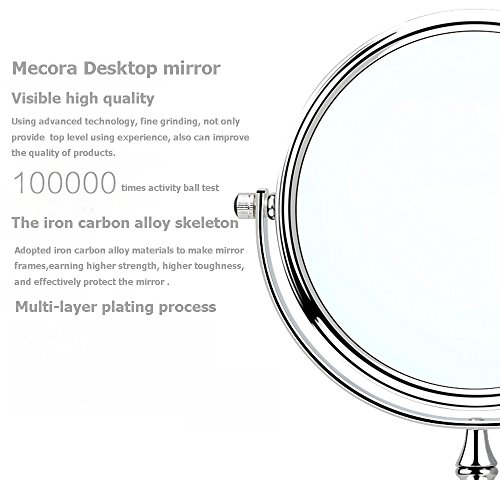 Mecora Desktop mirror
Visible high quality
Using advanced technology, fine grinding, not only
provide top level using experience, also can improve
the quality of products.
100000 times activity ball test
The iron carbon alloy skeleton
Adopted iron carbon alloy materials to make mirror
frames,earning higher strength, higher toughness,
and effectively protect the mirror .
Multi-layer plating process